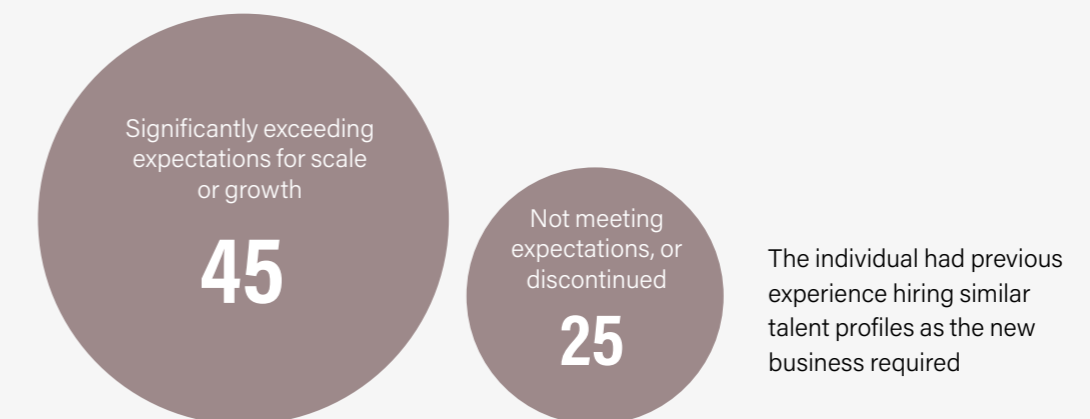 Significantly exceeding
expectations for scale
or growth
45
Not meeting
expectations, or
discontinued
25
The individual had previous
experience hiring similar
talent profiles as the new
business required